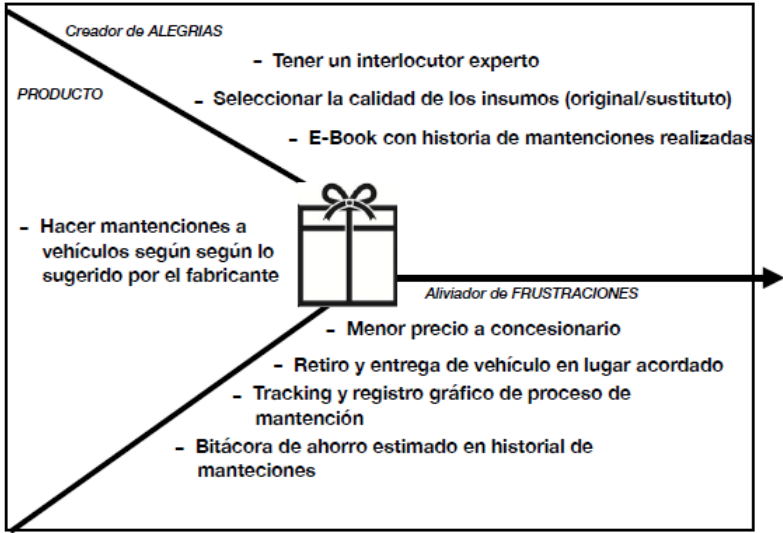 Creador de ALEGRIAS
- Tener un interlocutor experto
PRODUCTO
- Seleccionar la calidad de los insumos (original/sustituto)
- E-Book con historia de mantenciones realizadas
- Hacer mantenciones a
vehículos según según lo
sugerido por el fabricante
Aliviador de FRUSTRACIONES
- Menor precio a concesionario
- Retiro y entrega de vehículo en lugar acordado
- Tracking y registro gráfico de proceso de
mantención
- Bitácora de ahorro estimado en historial de
manteciones